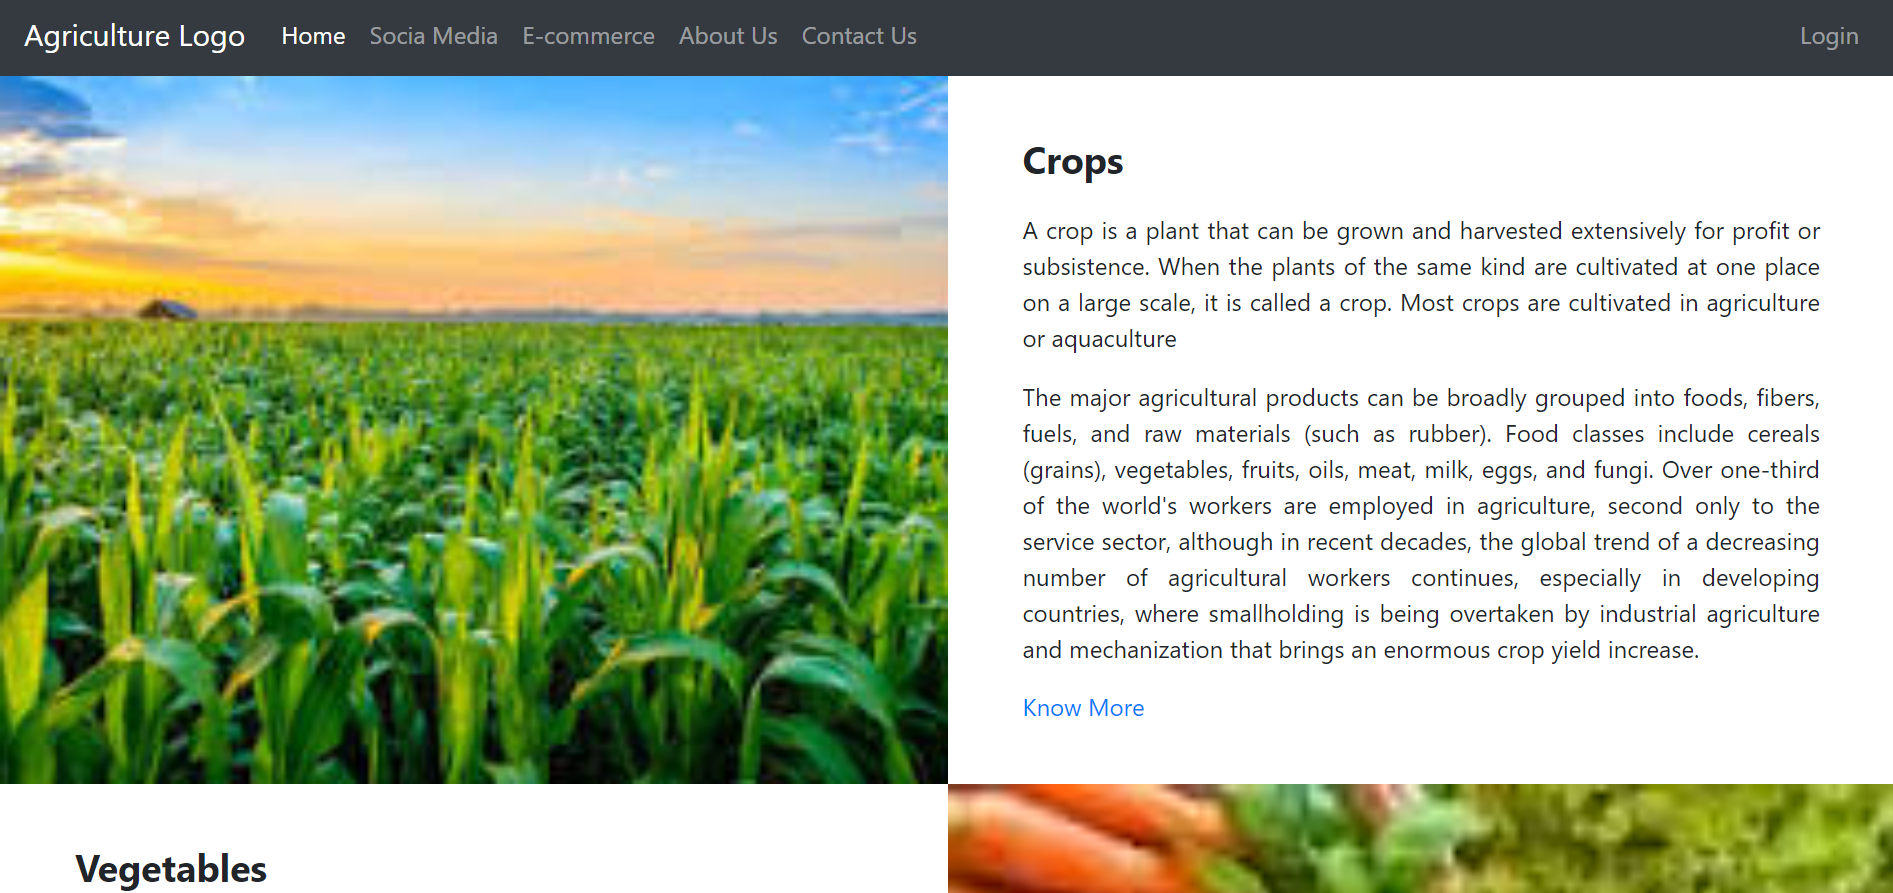 Agriculture Logo Home Socia Media E-commerce About Us Contact Us Login
Crops
A crop is a plant that can be grown and harvested extensively for profit or
subsistence. When the plants of the same kind are cultivated at one place
on a large scale, it is called a crop. Most crops are cultivated in agriculture
or aquaculture
The major agricultural products can be broadly grouped into foods, fibers,
fuels, and raw materials (such as rubber). Food classes include cereals
(grains), vegetables, fruits, oils, meat, milk, eggs, and fungi. Over one-third
of the world's workers are employed in agriculture, second only to the
service sector, although in recent decades, the global trend of a decreasing
number of agricultural workers continues, especially in developing
countries, where smallholding is being overtaken by industrial agriculture
and mechanization that brings an enormous crop yield increase.
Know More
Vegetables